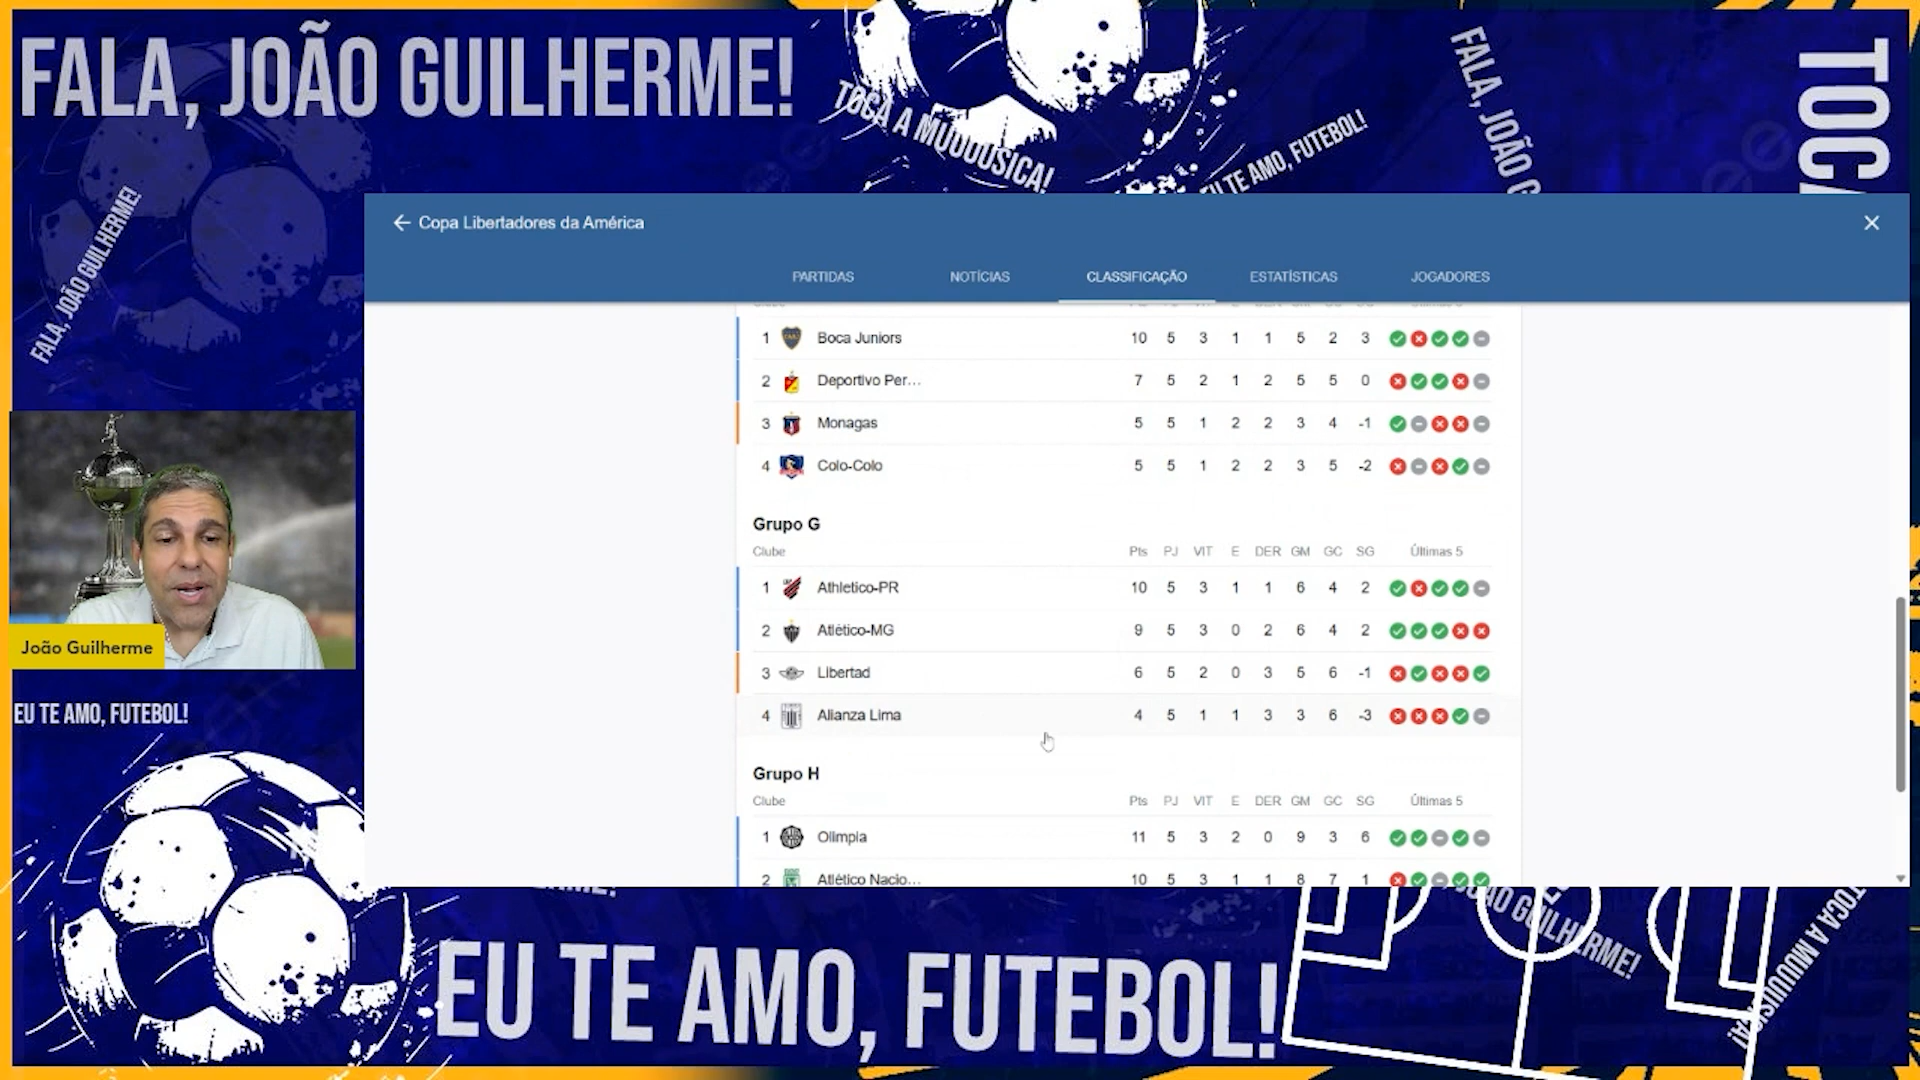 FALA, JOÃO GUILHERME!
TOCA A MUUUUSICA!
EU TE AMO, FUTEBOL!
FALA, JOÃO G
TOCA
FALA, JOÃO GUILHERME!
← Copa Libertadores da América ×
PARTIDAS NOTÍCIAS CLASSIFICAÇÃO ESTATÍSTICAS JOGADORES
1 Boca Juniors 10 5 3 1 1 5 2 3
2 Deportivo Per... 7 5 2 1 2 5 5 0
3 Monagas 5 5 1 2 2 3 4 -1
4 Colo-Colo 5 5 1 2 2 3 5 -2
Grupo G
Clube Pts PJ VIT E DER GM GC SG Últimas 5
1 Athletico-PR 10 5 3 1 1 6 4 2
2 Atlético-MG 9 5 3 0 2 6 4 2
3 Libertad 6 5 2 0 3 5 6 -1
4 Alianza Lima 4 5 1 1 3 3 6 -3
Grupo H
Clube Pts PJ VIT E DER GM GC SG Últimas 5
1 Olimpia 11 5 3 2 0 9 3 6
2 Atlético Nacio... 10 5 3 1 1 8 7 1
João Guilherme
EU TE AMO, FUTEBOL!
JOÃO GUILHERME!
TOCA A MUUUUSICA!
EU TE AMO, FUTEBOL!